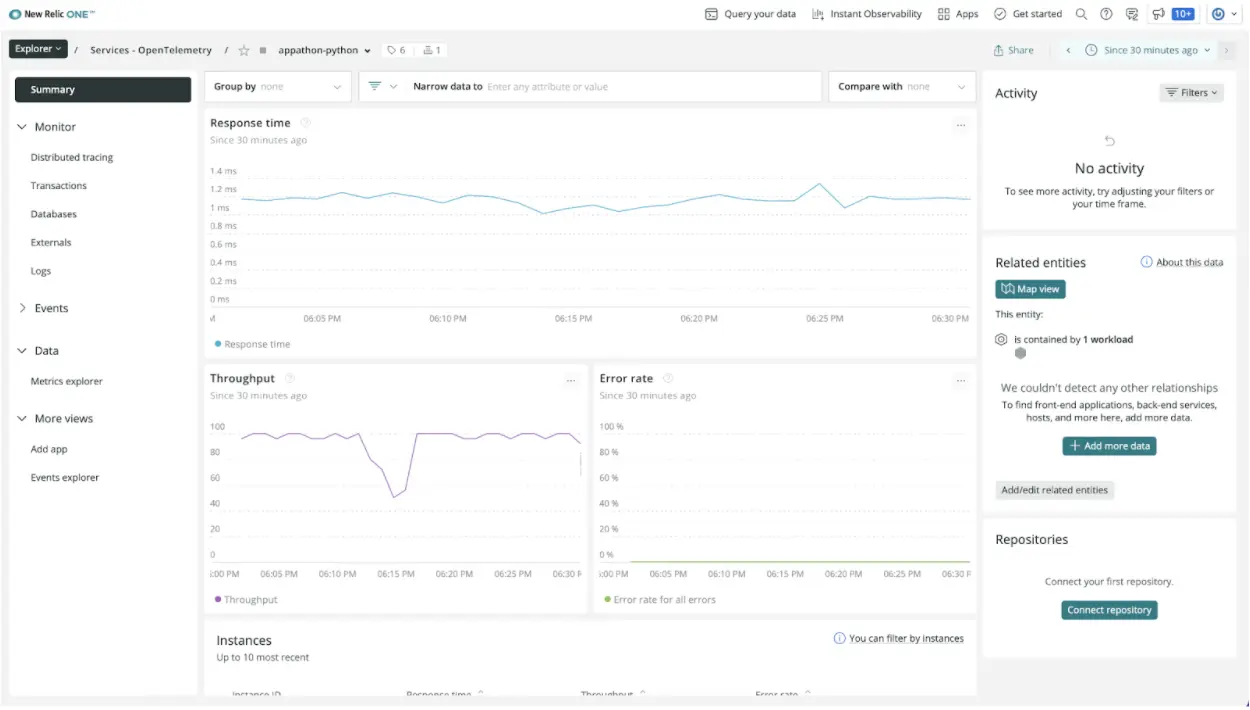 New Relic ONE™
Query your data
Instant Observability
Apps
Get started
10+
Explorer / Services - OpenTelemetry / appathon-python 6 1
Share
Since 30 minutes ago
Summary
Monitor
Distributed tracing
Transactions
Databases
Externals
Logs
Events
Data
Metrics explorer
More views
Add app
Events explorer
Group by none
Narrow data to Enter any attribute or value
Compare with none
Response time
Since 30 minutes ago
1.4 ms
1.2 ms
1 ms
0.8 ms
0.6 ms
0.4 ms
0.2 ms
0 ms
06:05 PM 06:10 PM 06:15 PM 06:20 PM 06:25 PM 06:30 PM
Response time
Throughput
Since 30 minutes ago
100
80
60
40
20
0
:00 PM 06:05 PM 06:10 PM 06:15 PM 06:20 PM 06:25 PM 06:30 P
Throughput
Error rate
Since 30 minutes ago
100 %
80 %
60 %
40 %
20 %
0 %
:00 PM 06:05 PM 06:10 PM 06:15 PM 06:20 PM 06:25 PM 06:30 P
Error rate for all errors
Instances
Up to 10 most recent
You can filter by instances
Instance ID Response time Throughput Error rate
Activity
Filters
No activity
To see more activity, try adjusting your filters or
your time frame.
Related entities
About this data
Map view
This entity:
is contained by 1 workload
We couldn't detect any other relationships
To find front-end applications, back-end services,
hosts, and more here, add more data.
Add more data
Add/edit related entities
Repositories
Connect your first repository.
Connect repository